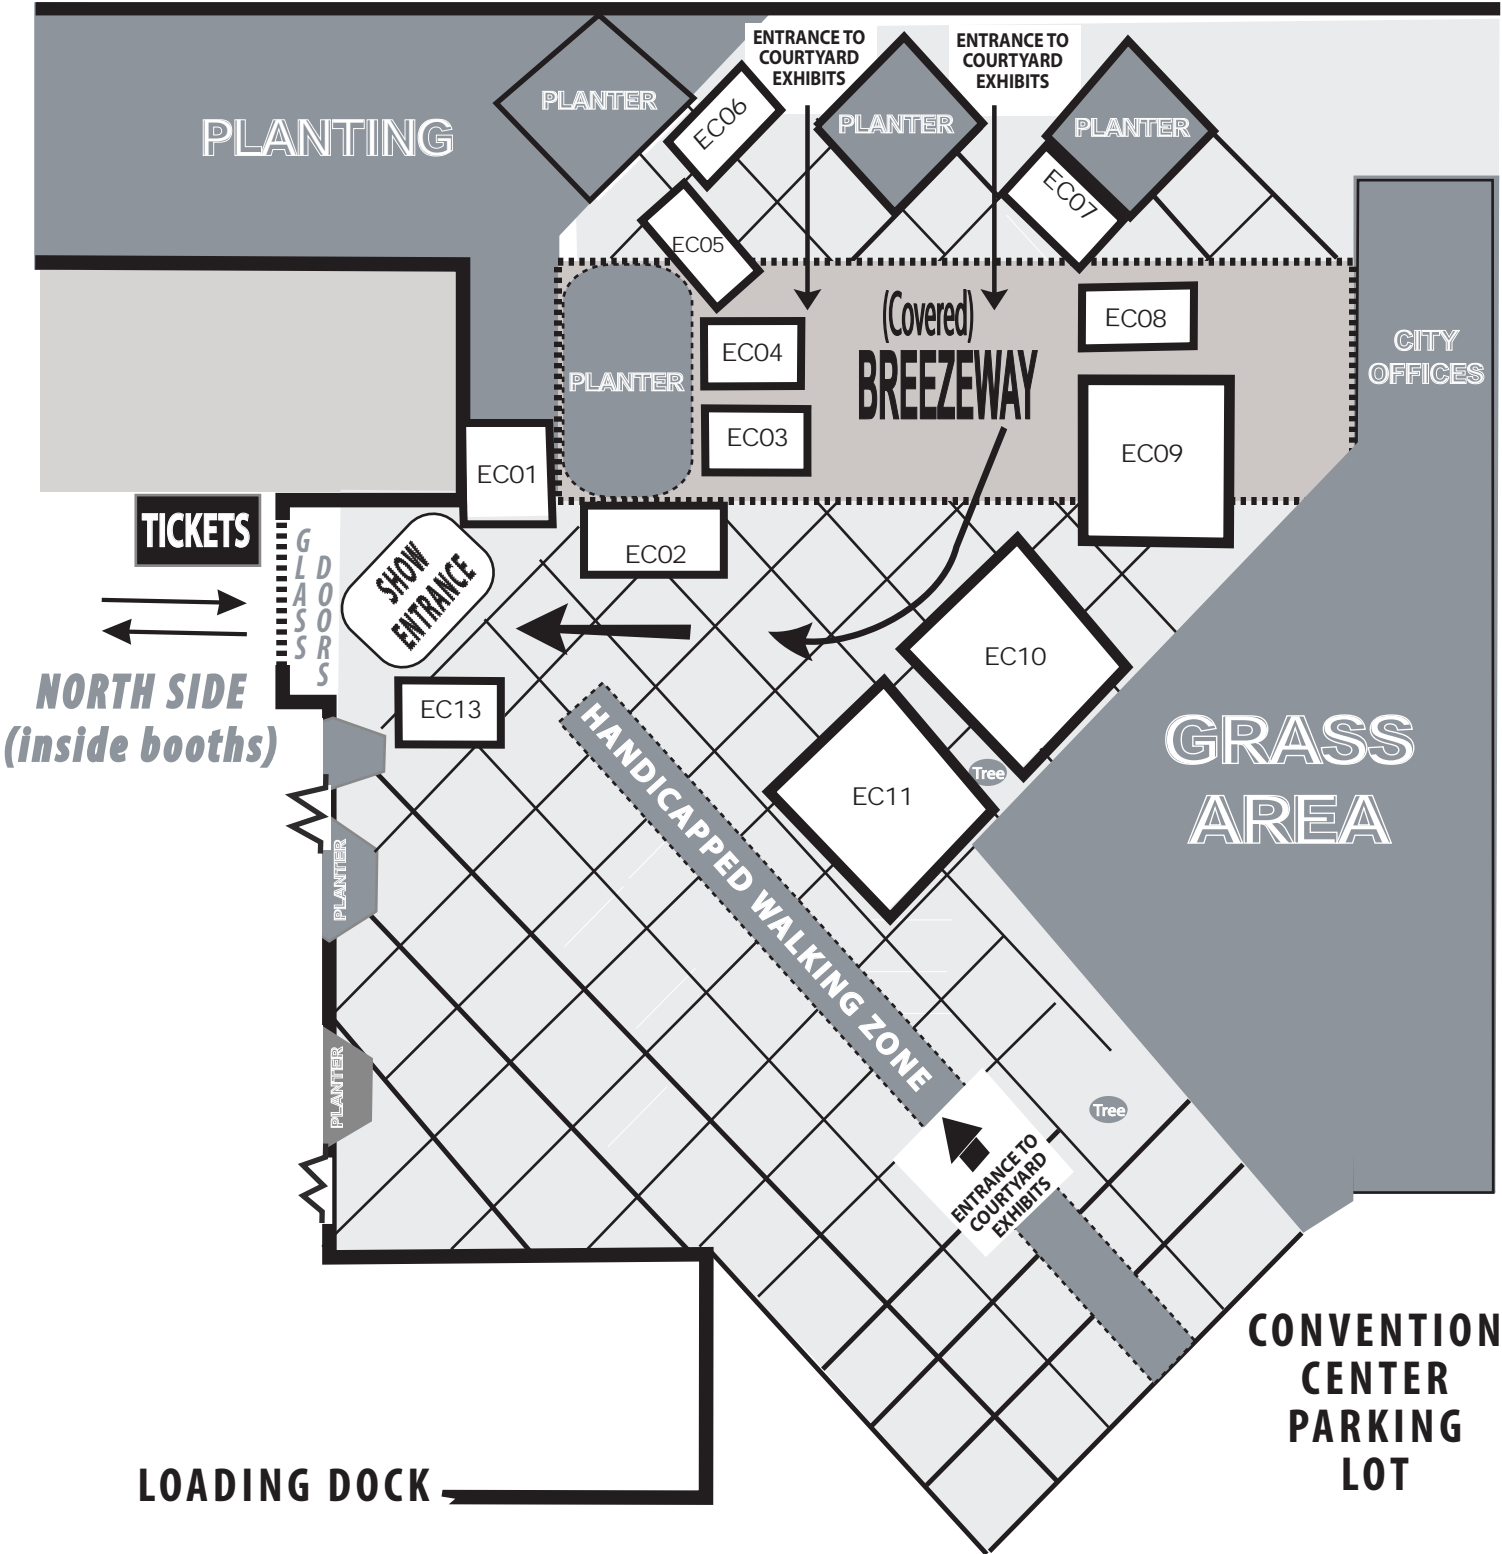 ENTRANCE TO
COURTYARD
EXHIBITS
ENTRANCE TO
COURTYARD
EXHIBITS
PLANTING
PLANTER
EC06
PLANTER
PLANTER
EC07
EC05
PLANTER
EC04
EC03
(Covered)
BREEZEWAY
EC08
EC09
CITY
OFFICES
EC01
EC02
TICKETS
GLASS
DOORS
SHOW
ENTRANCE
NORTH SIDE
(inside booths)
EC13
EC10
EC11
Tree
GRASS
AREA
HANDICAPPED WALKING ZONE
PLANTER
PLANTER
Tree
ENTRANCE TO
COURTYARD
EXHIBITS
CONVENTION
CENTER
PARKING
LOT
LOADING DOCK